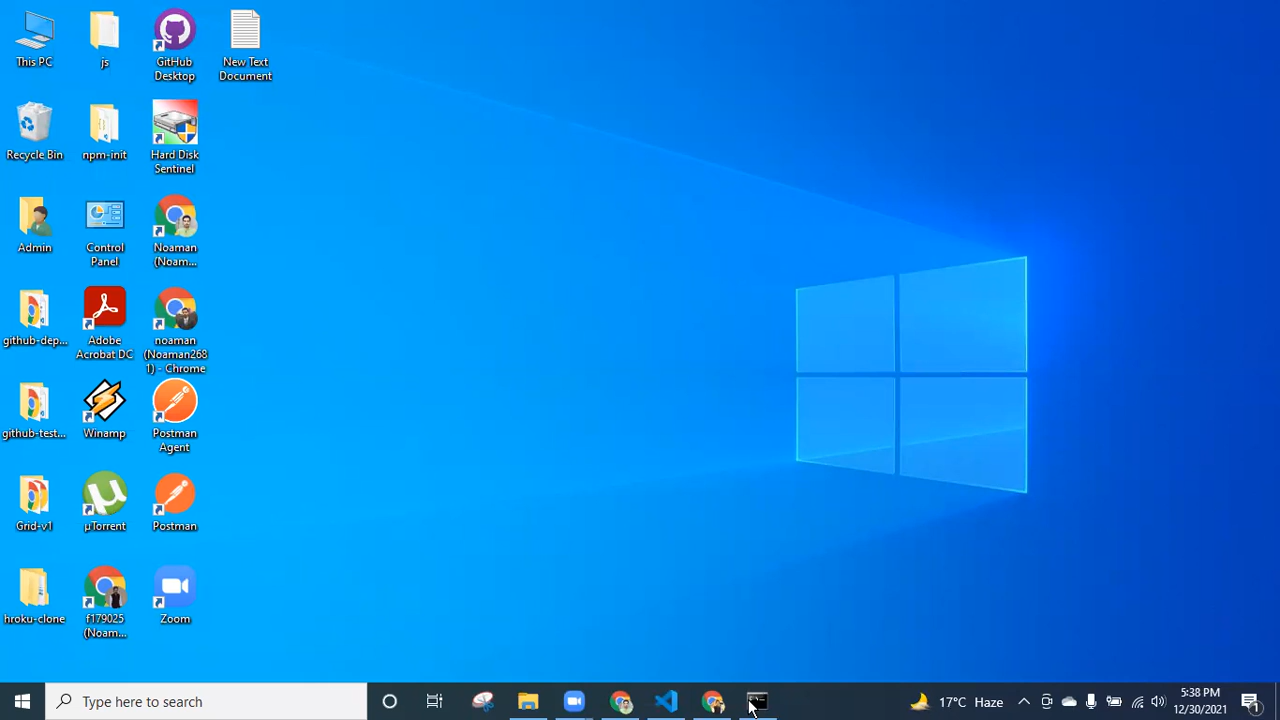 This PC
js
GitHub
Desktop
New Text
Document
Recycle Bin
npm-init
Hard Disk
Sentinel
Admin
Control
Panel
Noaman
(Noam...
github-dep...
Adobe
Acrobat DC
noaman
(Noaman268
1) - Chrome
github-test...
Winamp
Postman
Agent
Grid-v1
µTorrent
Postman
hroku-clone
f179025
(Noam...
Zoom
Type here to search
17°C Haze
5:38 PM
12/30/2021
1